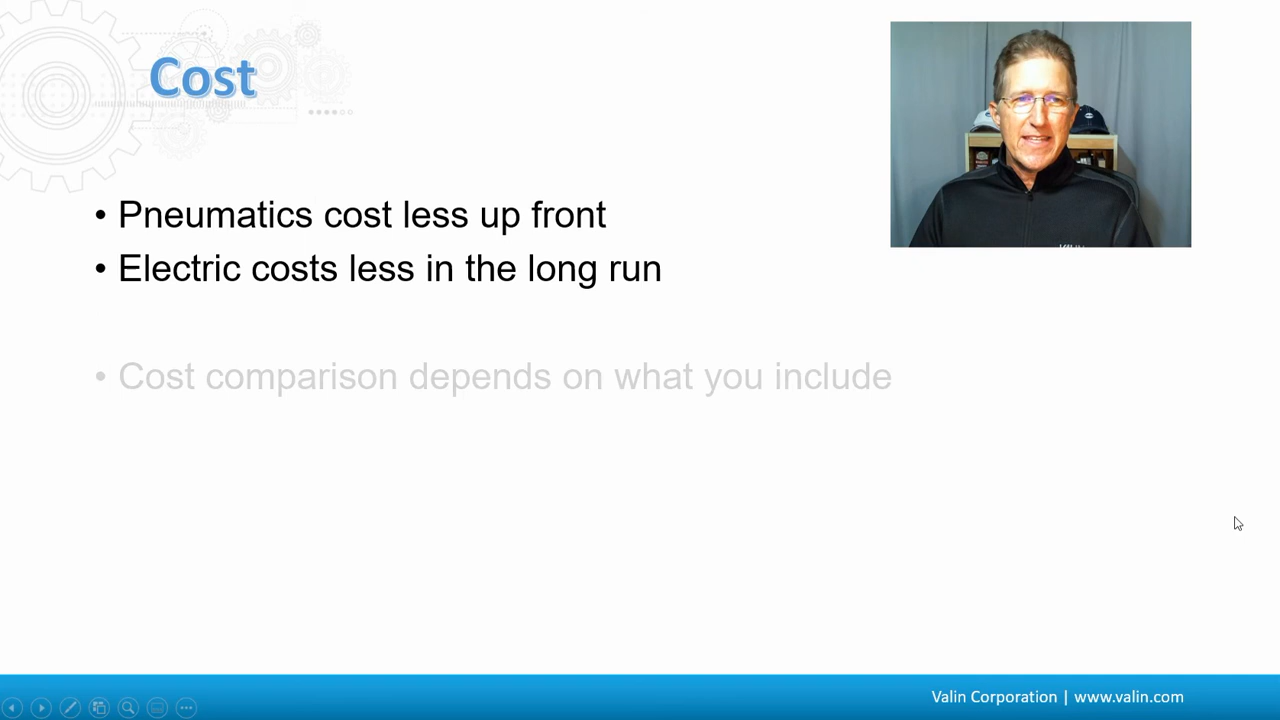 Cost
• Pneumatics cost less up front
• Electric costs less in the long run
• Cost comparison depends on what you include
Valin Corporation | www.valin.com